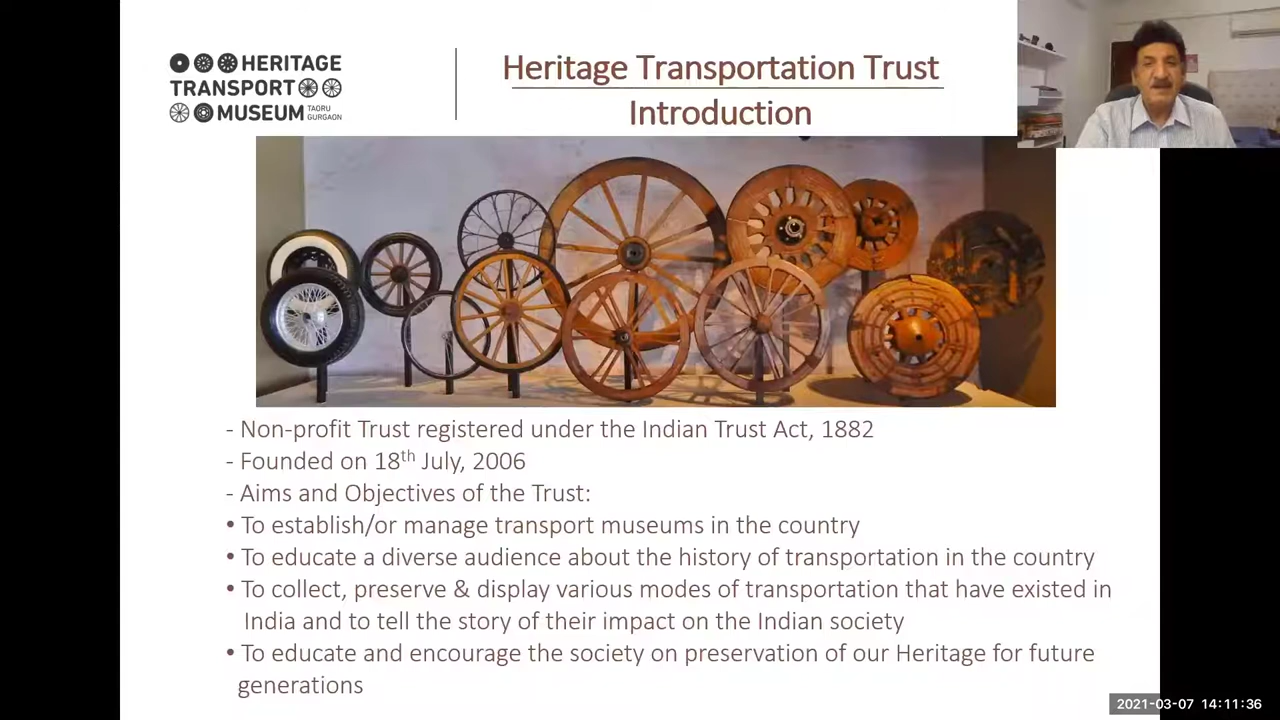 HERITAGE
TRANSPORT
MUSEUM
TAORU
GURGAON
Heritage Transportation Trust
Introduction
- Non-profit Trust registered under the Indian Trust Act, 1882
- Founded on 18th July, 2006
- Aims and Objectives of the Trust:
• To establish/or manage transport museums in the country
• To educate a diverse audience about the history of transportation in the country
• To collect, preserve & display various modes of transportation that have existed in
India and to tell the story of their impact on the Indian society
• To educate and encourage the society on preservation of our Heritage for future
generations
2021-03-07 14:11:36